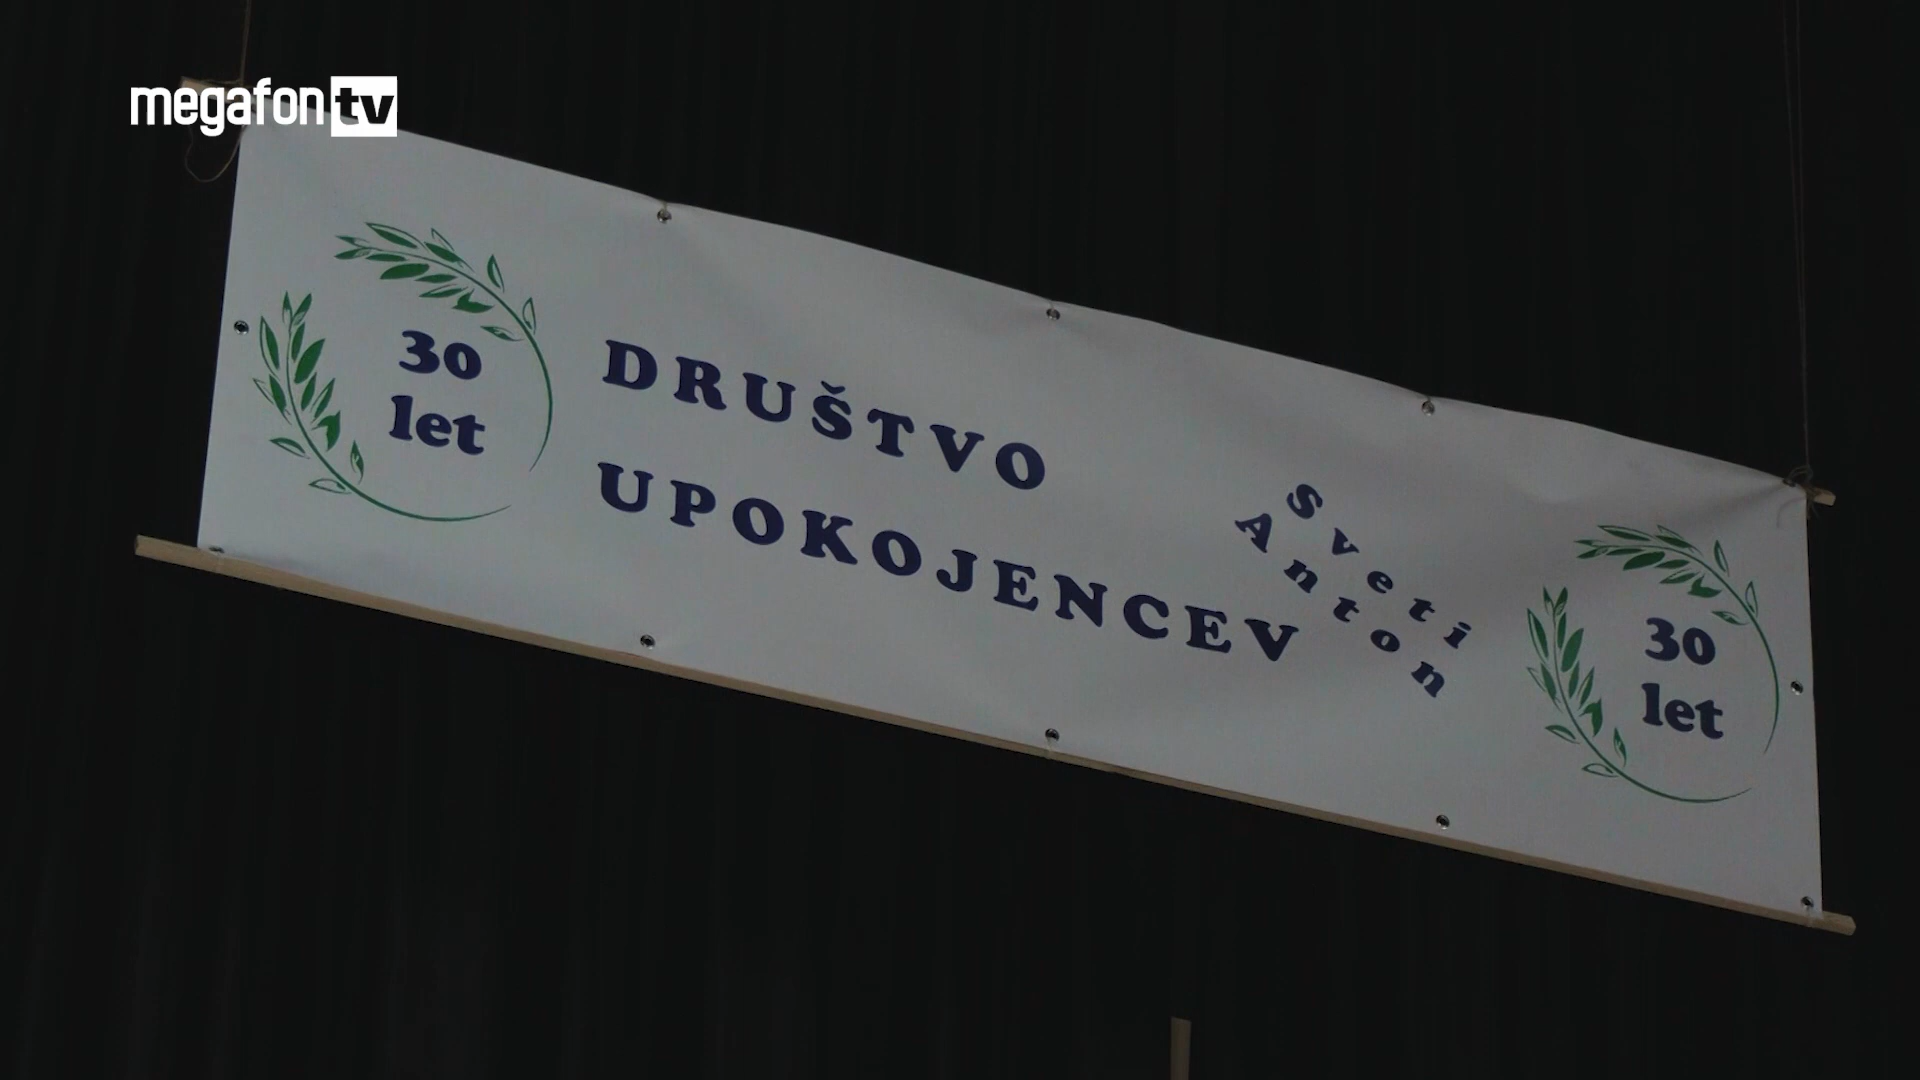 megafon tv
30
let
DRUŠTVO
UPOKOJENCEV
Sveti
Anton
30
let